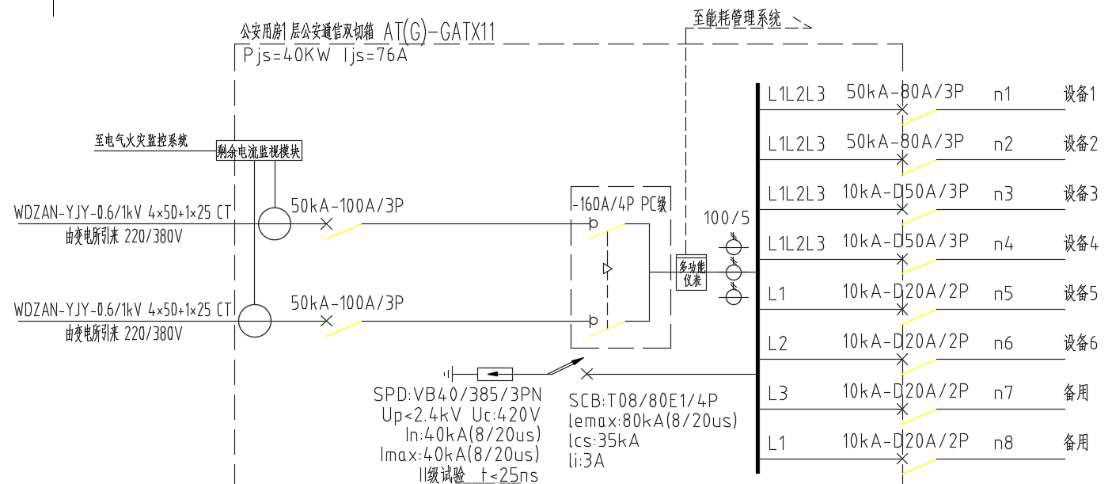 至能耗管理系统
公安用房1层公安通信双切箱 AT(G)-GATX11
Pjs=40KW Ijs=76A
L1L2L3 50kA-80A/3P n1 设备1
L1L2L3 50kA-80A/3P n2 设备2
至电气火灾监控系统
剩余电流监视模块
L1L2L3 10kA-D50A/3P n3 设备3
WDZAN-YJY-0.6/1kV 4×50+1×25 CT
50kA-100A/3P
-160A/4P PC级
100/5
由变电所引来 220/380V
L1L2L3 10kA-D50A/3P n4 设备4
多功能
仪表
L1 10kA-D20A/2P n5 设备5
WDZAN-YJY-0.6/1kV 4×50+1×25 CT
50kA-100A/3P
由变电所引来 220/380V
L2 10kA-D20A/2P n6 设备6
SPD:VB40/385/3PN
Up<2.4kV Uc:420V
In:40kA(8/20us)
Imax:40kA(8/20us)
II级试验 t<25ns
SCB:T08/80E1/4P
Iemax:80kA(8/20us)
Ics:35kA
Ii:3A
L3 10kA-D20A/2P n7 备用
L1 10kA-D20A/2P n8 备用